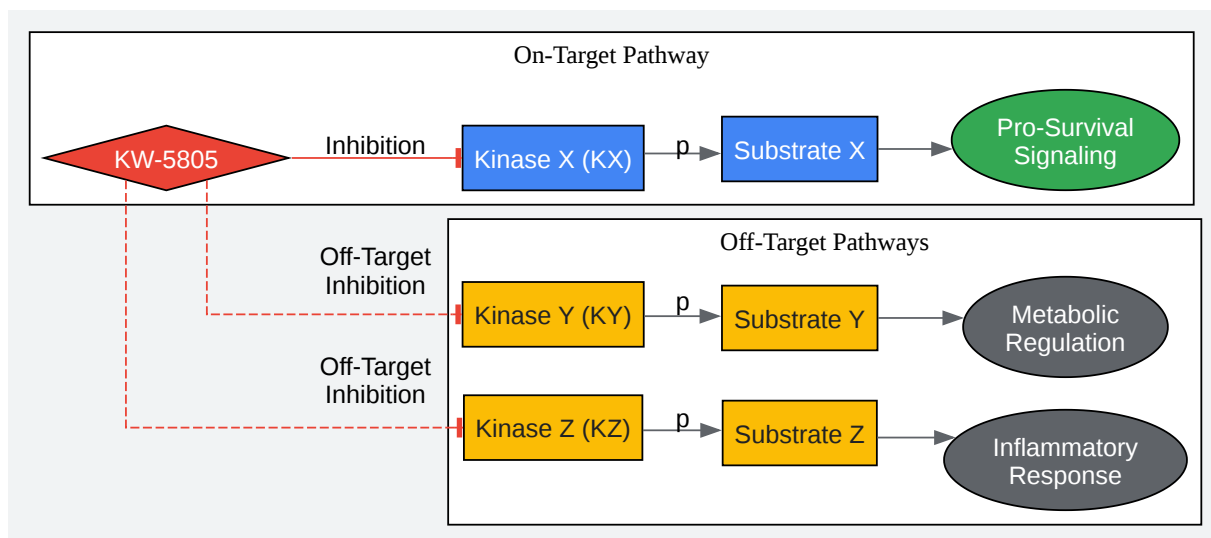 On-Target Pathway
KW-5805
Inhibition
Kinase X (KX)
p
Substrate X
Pro-Survival
Signaling
Off-Target Pathways
Off-Target
Inhibition
Kinase Y (KY)
p
Substrate Y
Metabolic
Regulation
Off-Target
Inhibition
Kinase Z (KZ)
p
Substrate Z
Inflammatory
Response